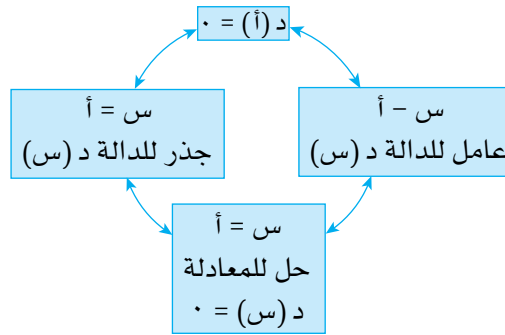 د (أ) = ٠
س – أ
عامل للدالة د (س)
س = أ
جذر للدالة د (س)
س = أ
حل للمعادلة
د (س) = ٠